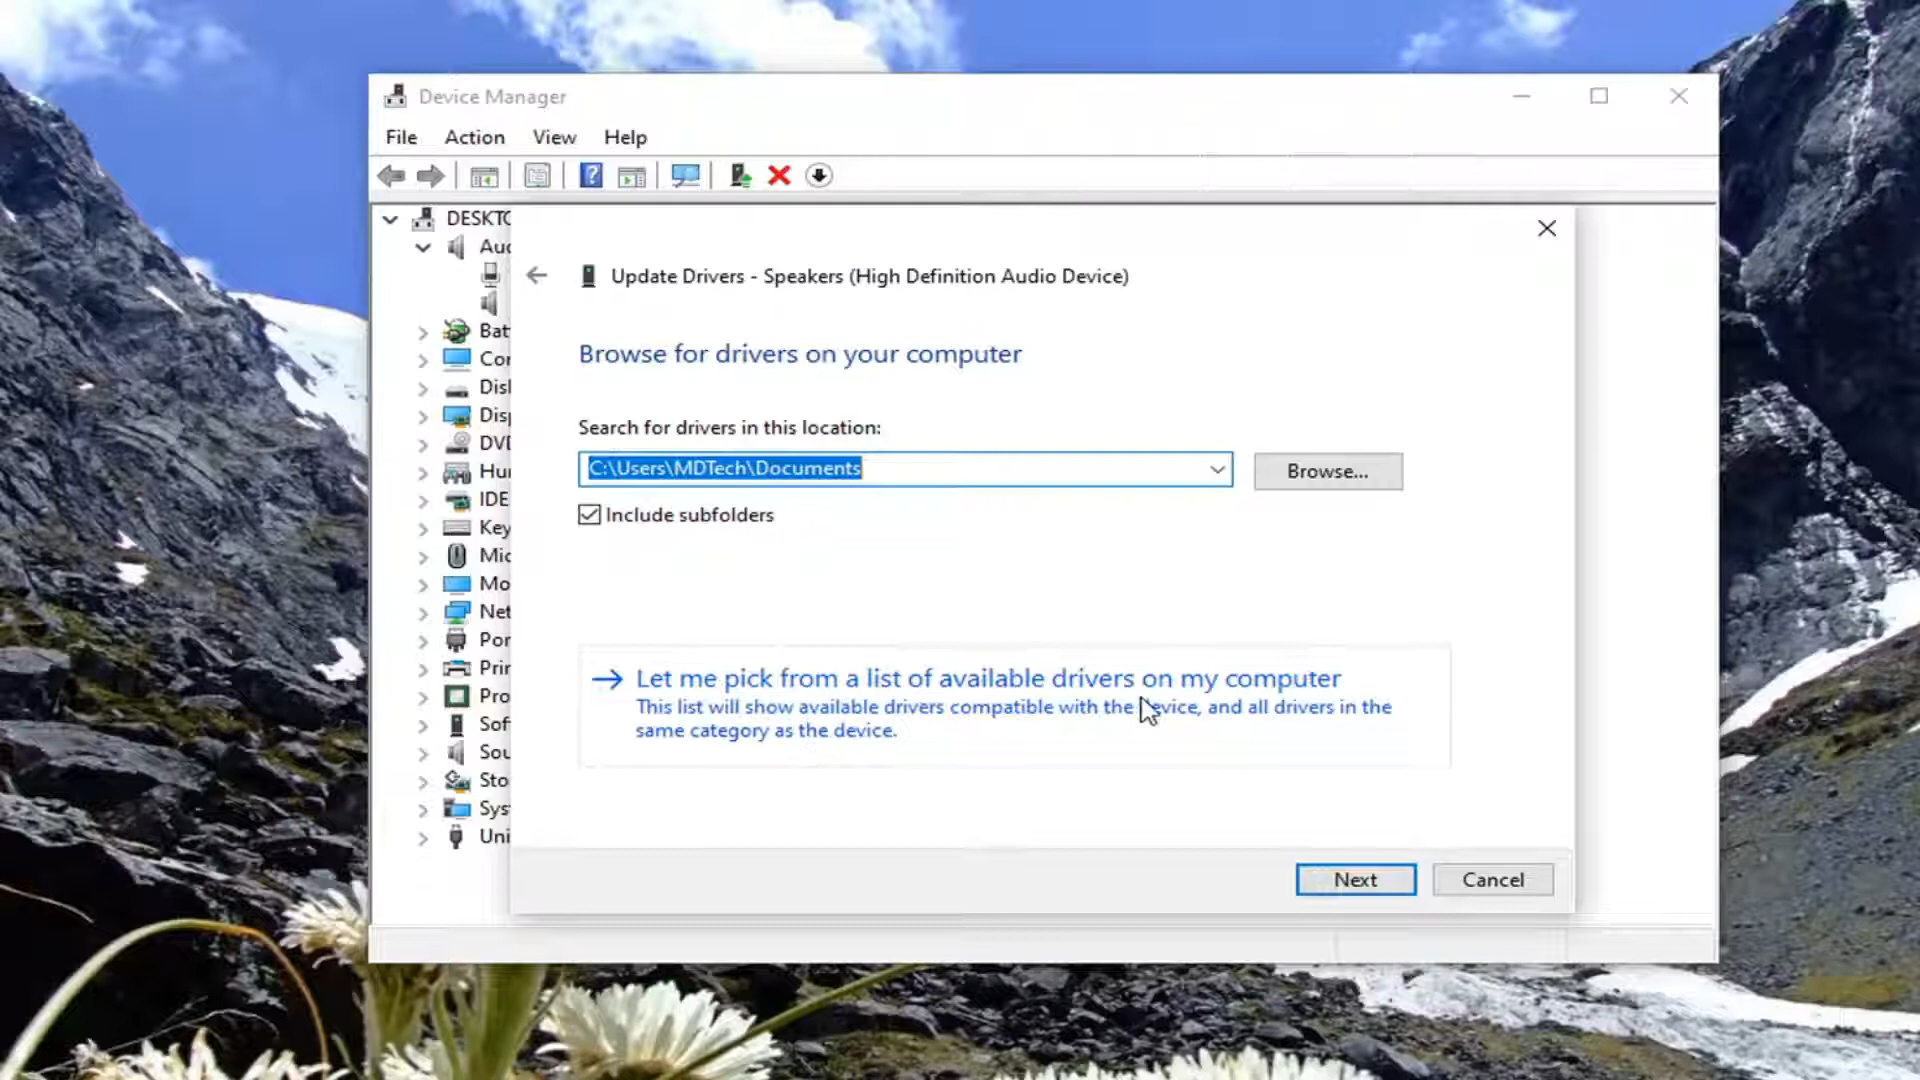 Device Manager
File Action View Help
DESKTO
Aud
Update Drivers - Speakers (High Definition Audio Device)
Bat
Browse for drivers on your computer
Cor
Disl
Disp
Search for drivers in this location:
DVD
C:\Users\MDTech\Documents
Browse...
Hur
IDE
Include subfolders
Key
Mic
Mo
Net
Por
Prin
Let me pick from a list of available drivers on my computer
Pro
This list will show available drivers compatible with the device, and all drivers in the
same category as the device.
Sof
Sou
Sto
Sys
Uni
Next
Cancel